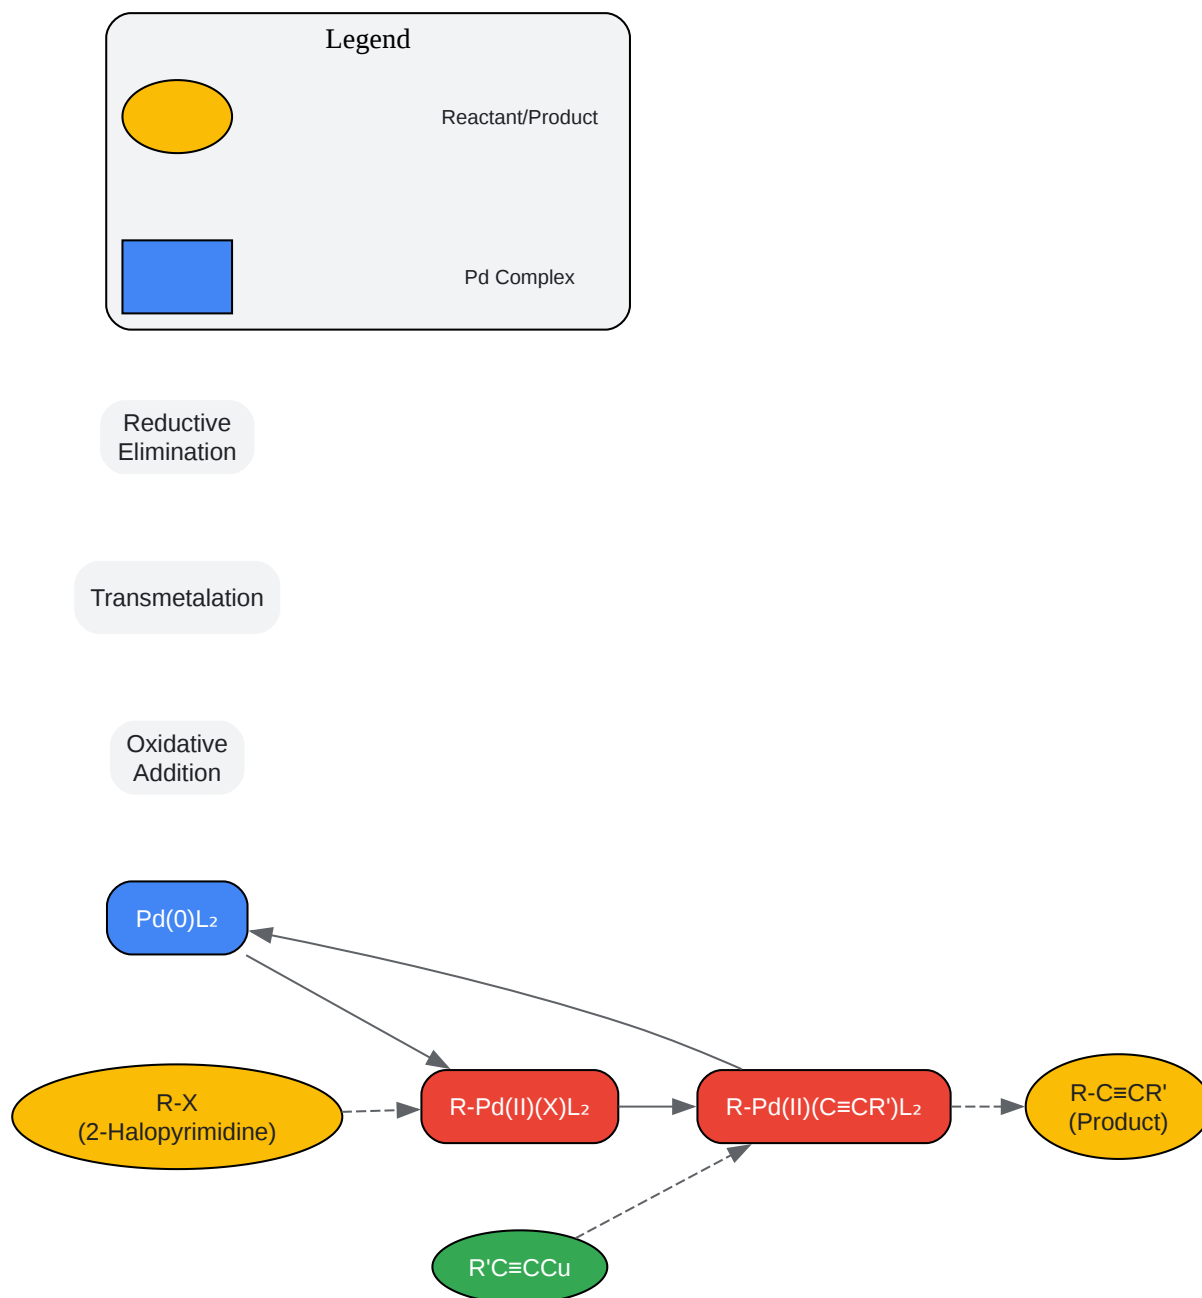 Legend
Reactant/Product
Pd Complex
Reductive
Elimination
Transmetalation
Oxidative
Addition
Pd(0)L₂
R-X
(2-Halopyrimidine)
R-Pd(II)(X)L₂
R-Pd(II)(C≡CR')L₂
R-C≡CR'
(Product)
R'C≡CCu